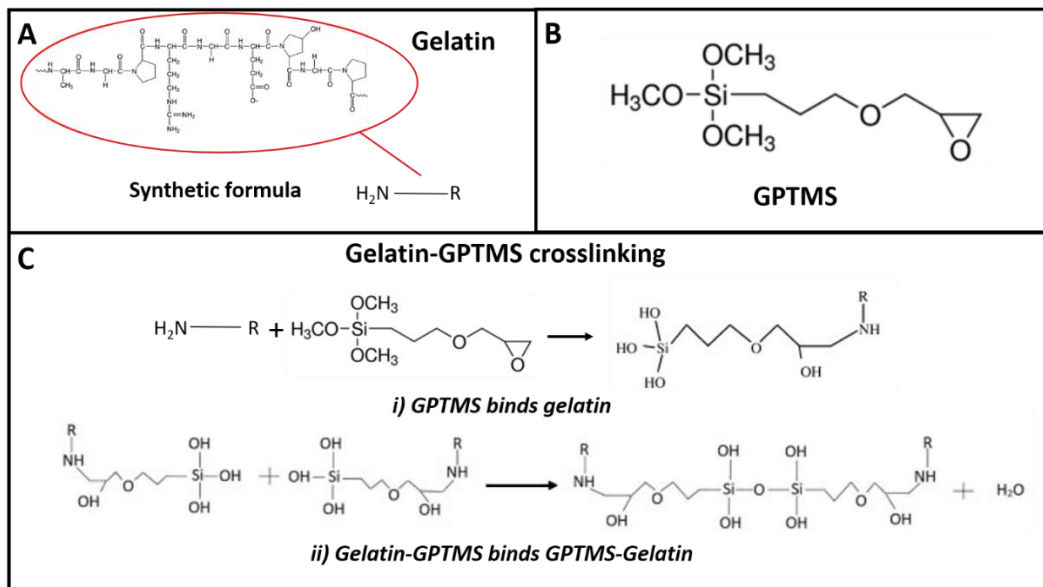 A
Gelatin
Synthetic formula
H₂N R
B
OCH₃
H₃CO Si
OCH₃
O
O
GPTMS
C
Gelatin-GPTMS crosslinking
H₂N R + H₃CO Si OCH₃ OCH₃ O O
HO HO HO Si O OH NH R
i) GPTMS binds gelatin
R NH OH O OH Si OH OH + OH OH Si OH O OH NH R
R NH OH O OH Si OH O OH Si OH O OH NH R + H₂O
ii) Gelatin-GPTMS binds GPTMS-Gelatin